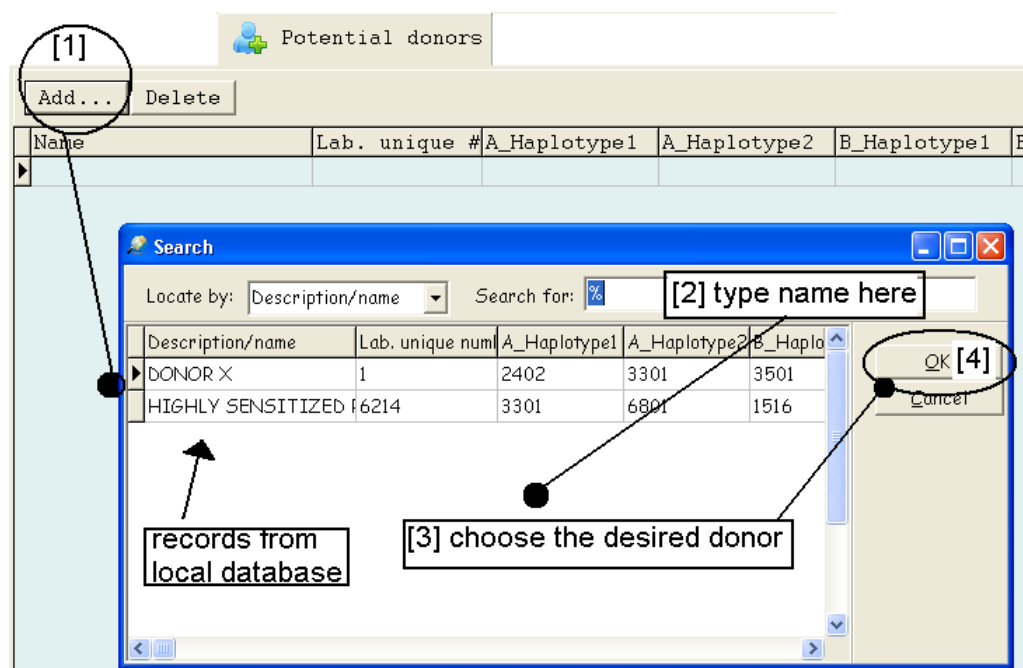 [1]
Potential donors
Add... Delete
Name Lab. unique # A_Haplotype1 A_Haplotype2 B_Haplotype1
Search
Locate by: Description/name Search for: % [2] type name here
Description/name Lab. unique numl A_Haplotype1 A_Haplotype2 B_Haplo
DONOR X 1 2402 3301 3501
HIGHLY SENSITIZED 6214 3301 6801 1516
OK [4]
Cancel
records from
local database
[3] choose the desired donor